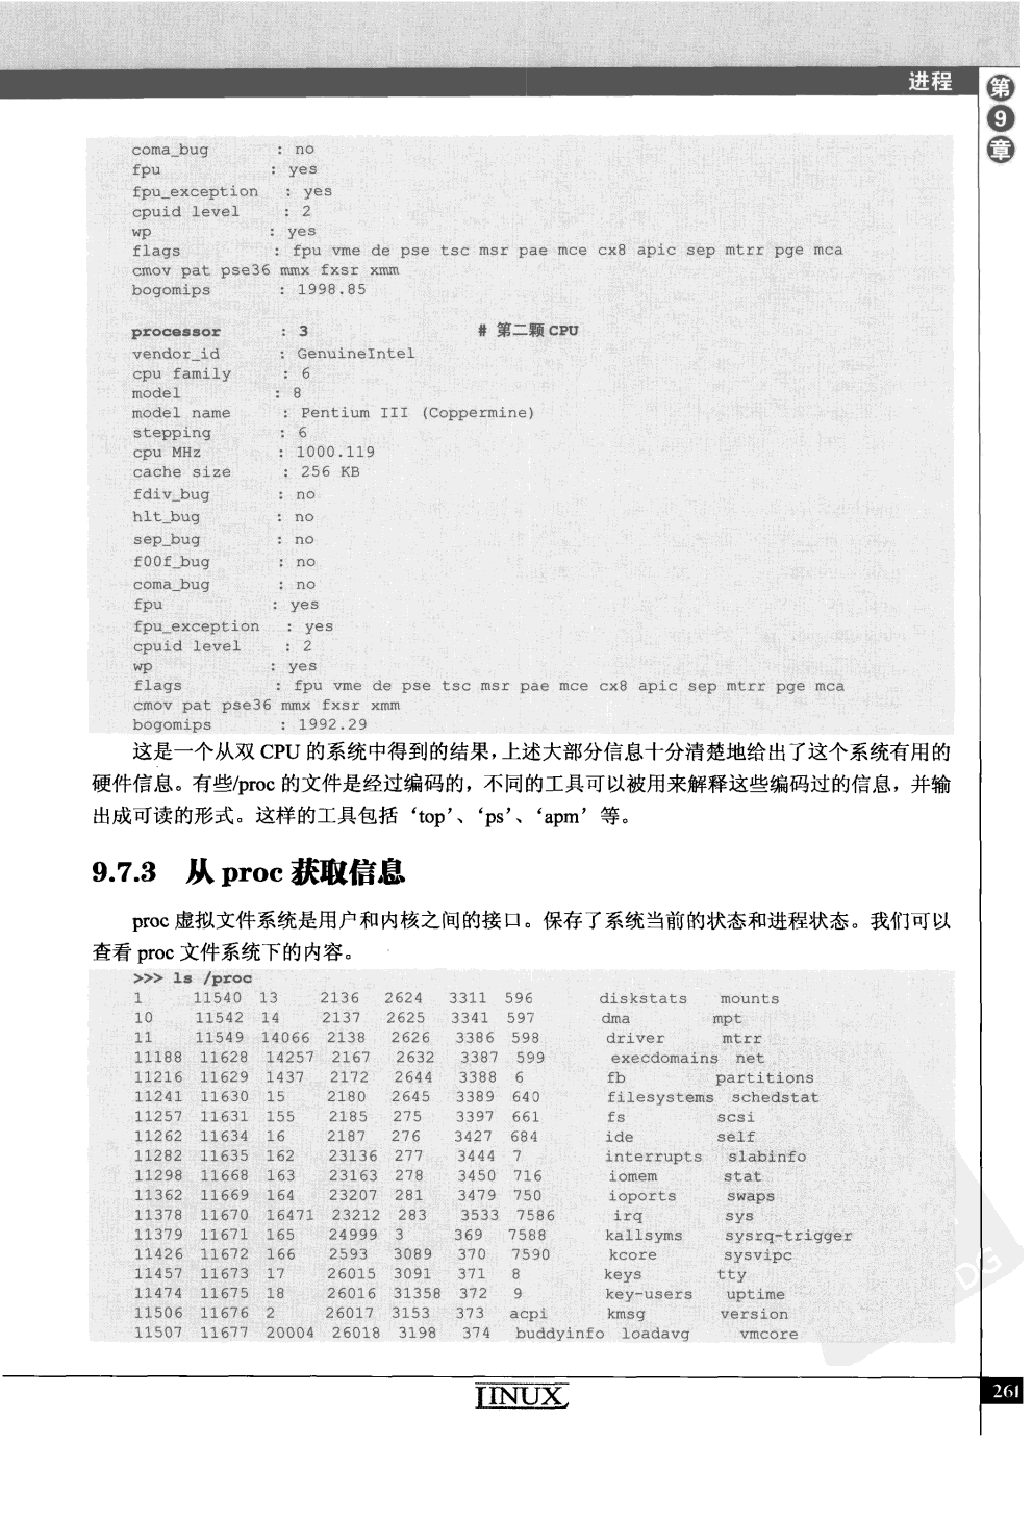 进程
第9章
coma_bug : no
fpu : yes
fpu_exception : yes
cpuid level : 2
wp : yes
flags : fpu vme de pse tsc msr pae mce cx8 apic sep mtrr pge mca
cmov pat pse36 mmx fxsr xmm
bogomips : 1998.85
processor : 3 # 第二颗 CPU
vendor_id : GenuineIntel
cpu family : 6
model : 8
model name : Pentium III (Coppermine)
stepping : 6
cpu MHz : 1000.119
cache size : 256 KB
fdiv_bug : no
hlt_bug : no
sep_bug : no
f00f_bug : no
coma_bug : no
fpu : yes
fpu_exception : yes
cpuid level : 2
wp : yes
flags : fpu vme de pse tsc msr pae mce cx8 apic sep mtrr pge mca
cmov pat pse36 mmx fxsr xmm
bogomips : 1992.29
这是一个从双 CPU 的系统中得到的结果，上述大部分信息十分清楚地给出了这个系统有用的
硬件信息。有些/proc 的文件是经过编码的，不同的工具可以被用来解释这些编码过的信息，并输
出成可读的形式。这样的工具包括‘top’、‘ps’、‘apm’等。
9.7.3 从 proc 获取信息
proc 虚拟文件系统是用户和内核之间的接口。保存了系统当前的状态和进程状态。我们可以
查看 proc 文件系统下的内容。
>>> ls /proc
1 11540 13 2136 2624 3311 596 diskstats mounts
10 11542 14 2137 2625 3341 597 dma mpt
11 11549 14066 2138 2626 3386 598 driver mtrr
11188 11628 14257 2167 2632 3387 599 execdomains net
11216 11629 1437 2172 2644 3388 6 fb partitions
11241 11630 15 2180 2645 3389 640 filesystems schedstat
11257 11631 155 2185 275 3397 661 fs scsi
11262 11634 16 2187 276 3427 684 ide self
11282 11635 162 23136 277 3444 7 interrupts slabinfo
11298 11668 163 23163 278 3450 716 iomem stat
11362 11669 164 23207 281 3479 750 ioports swaps
11378 11670 16471 23212 283 3533 7586 irq sys
11379 11671 165 24999 3 369 7588 kallsyms sysrq-trigger
11426 11672 166 2593 3089 370 7590 kcore sysvipc
11457 11673 17 26015 3091 371 8 keys tty
11474 11675 18 26016 31358 372 9 key-users uptime
11506 11676 2 26017 3153 373 acpi kmsg version
11507 11677 20004 26018 3198 374 buddyinfo loadavg vmcore
LINUX
261